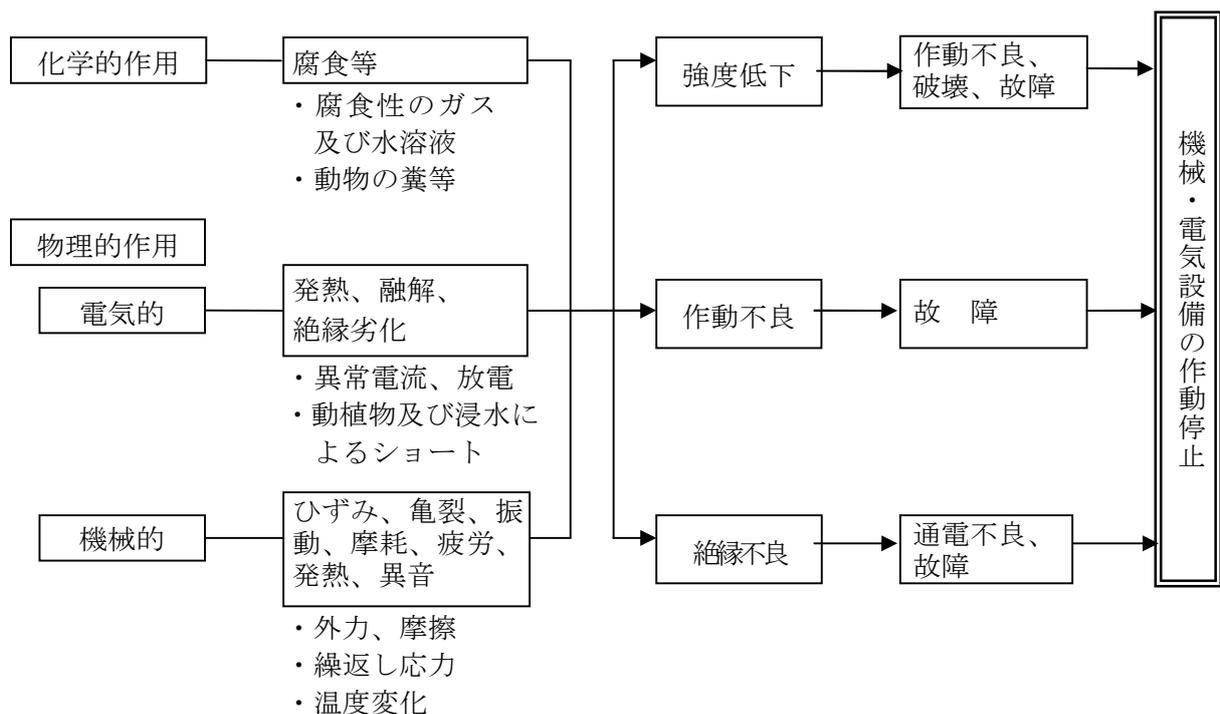 化学的作用
腐食等
・腐食性のガス
及び水溶液
・動物の糞等
物理的作用
電気的
発熱、融解、
絶縁劣化
・異常電流、放電
・動植物及び浸水に
よるショート
機械的
ひずみ、亀裂、振
動、摩耗、疲労、
発熱、異音
・外力、摩擦
・繰返し応力
・温度変化
強度低下
作動不良、
破壊、故障
作動不良
故　障
絶縁不良
通電不良、
故障
機械・電気設備の作動停止